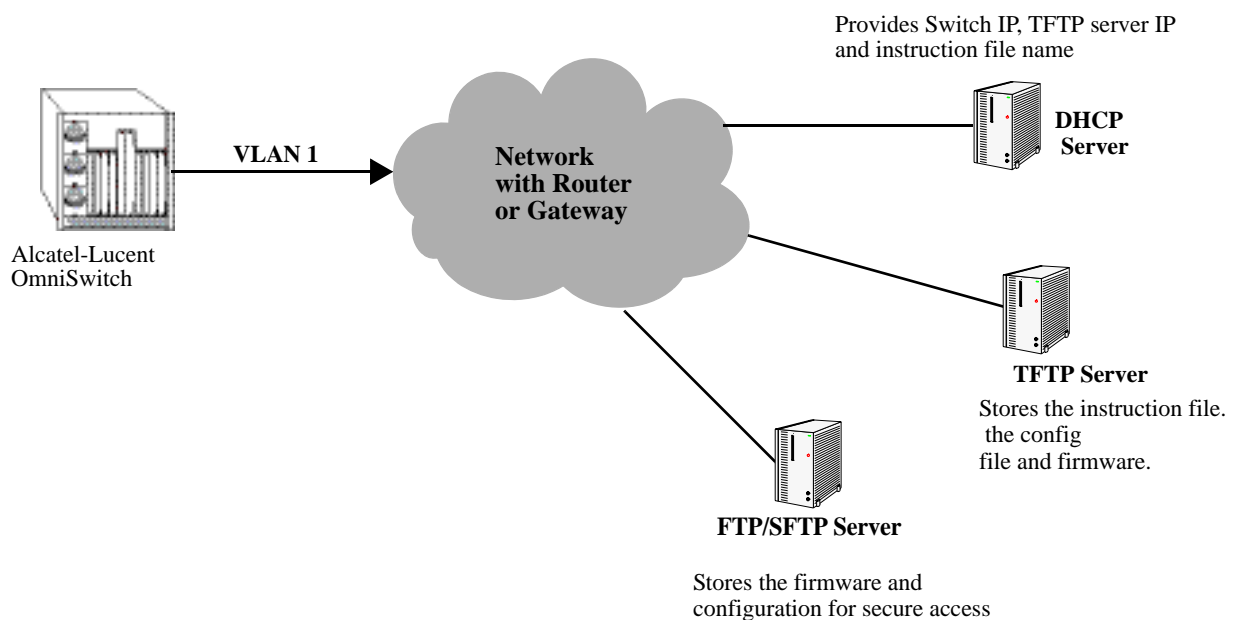 Provides Switch IP, TFTP server IP
and instruction file name
DHCP
Server
VLAN 1
Network
with Router
or Gateway
Alcatel-Lucent
OmniSwitch
TFTP Server
Stores the instruction file.
the config
file and firmware.
FTP/SFTP Server
Stores the firmware and
configuration for secure access